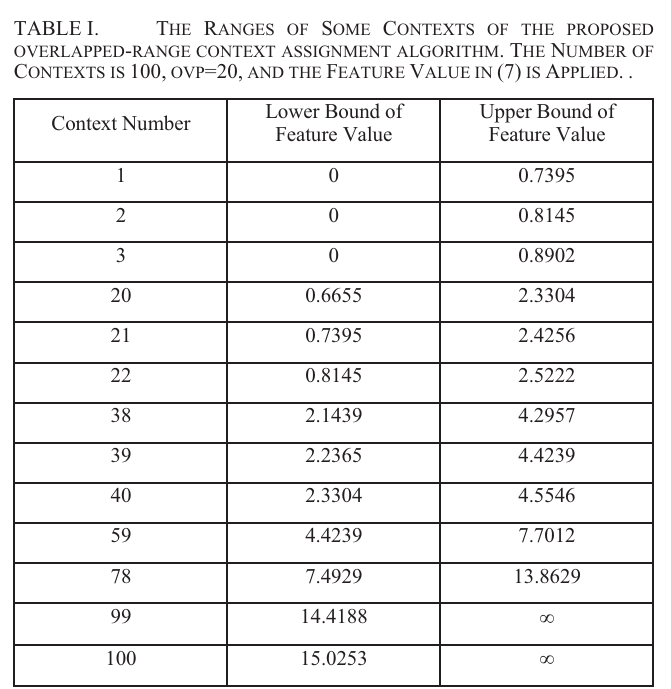 TABLE I. THE RANGES OF SOME CONTEXTS OF THE PROPOSED
OVERLAPPED-RANGE CONTEXT ASSIGNMENT ALGORITHM. THE NUMBER OF
CONTEXTS IS 100, OVP=20, AND THE FEATURE VALUE IN (7) IS APPLIED. .
Context Number | Lower Bound of Feature Value | Upper Bound of Feature Value
1 | 0 | 0.7395
2 | 0 | 0.8145
3 | 0 | 0.8902
20 | 0.6655 | 2.3304
21 | 0.7395 | 2.4256
22 | 0.8145 | 2.5222
38 | 2.1439 | 4.2957
39 | 2.2365 | 4.4239
40 | 2.3304 | 4.5546
59 | 4.4239 | 7.7012
78 | 7.4929 | 13.8629
99 | 14.4188 | ∞
100 | 15.0253 | ∞